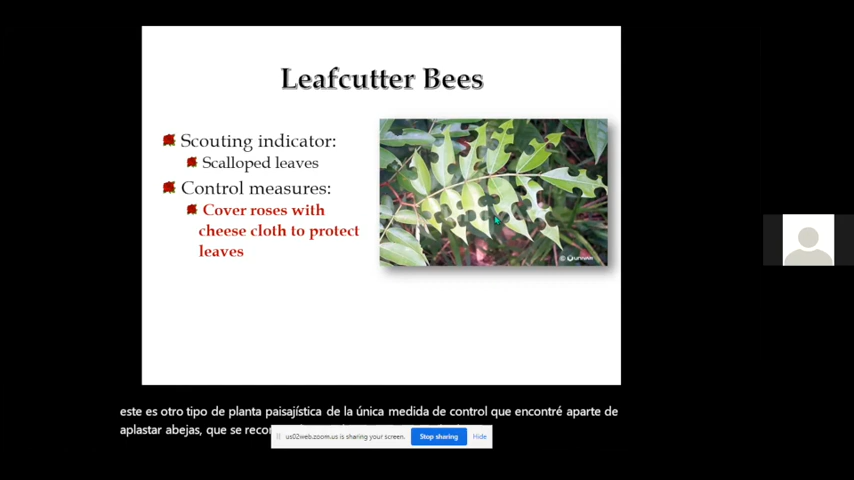 Leafcutter Bees
Scouting indicator:
Scalloped leaves
Control measures:
Cover roses with
cheese cloth to protect
leaves
este es otro tipo de planta paisajística de la única medida de control que encontré aparte de
aplastar abejas, que se
us02web.zoom.us is sharing your screen.
Stop sharing
Hide